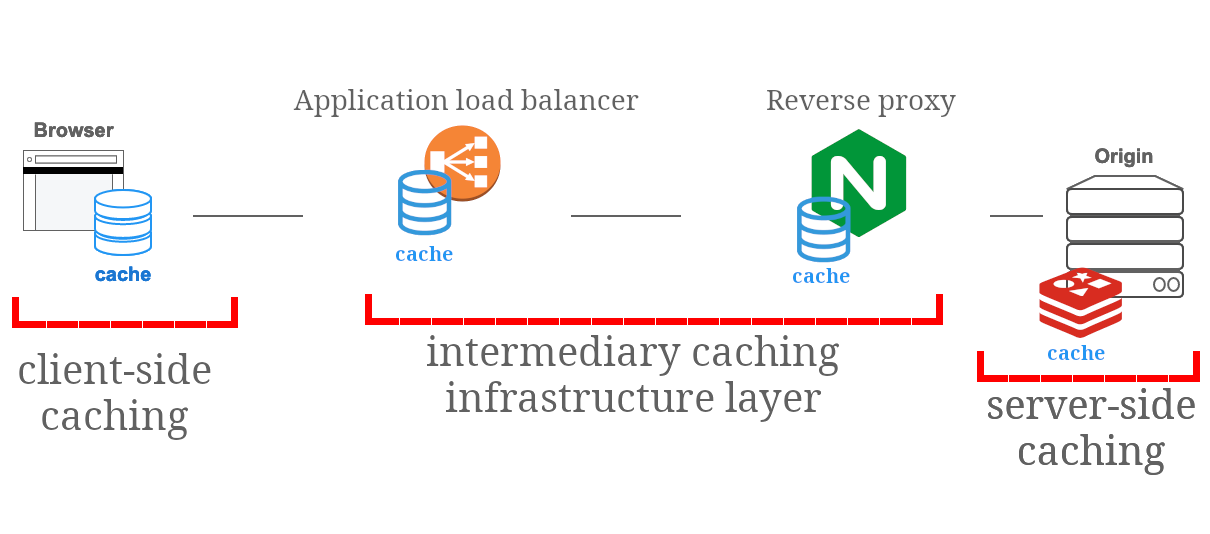 Application load balancer
Reverse proxy
Browser
Origin
cache
cache
cache
cache
client-side
caching
intermediary caching
infrastructure layer
server-side
caching